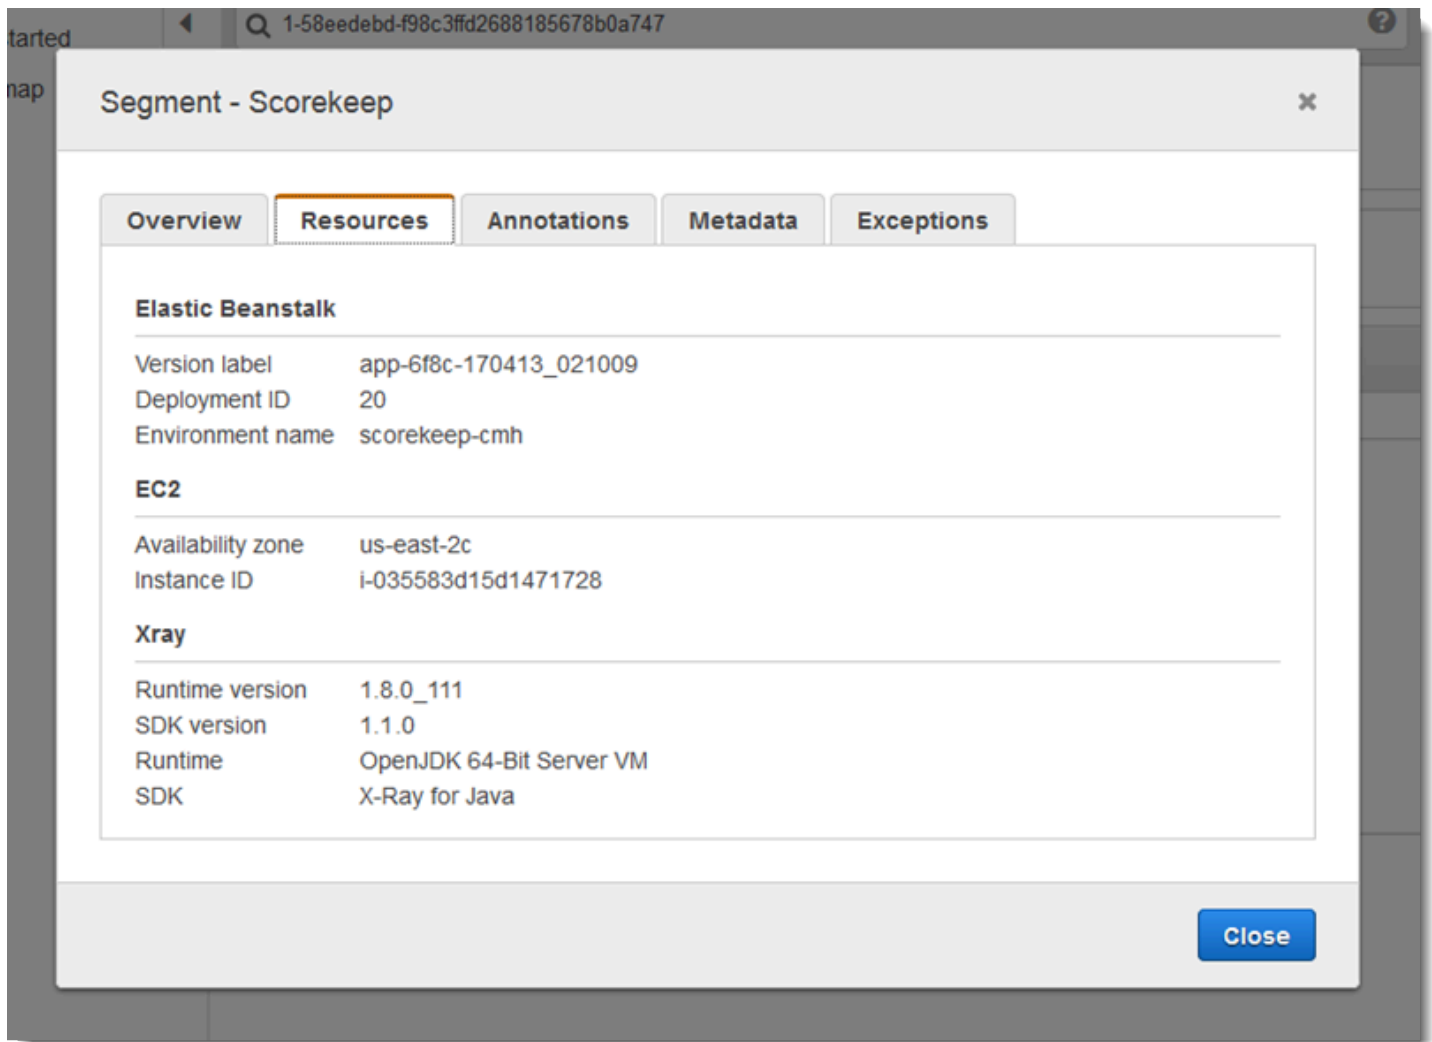 tarted
1-58eedebd-f98c3ffd2688185678b0a747
?
map
Segment - Scorekeep
Overview
Resources
Annotations
Metadata
Exceptions
Elastic Beanstalk
Version label app-6f8c-170413_021009
Deployment ID 20
Environment name scorekeep-cmh
EC2
Availability zone us-east-2c
Instance ID i-035583d15d1471728
Xray
Runtime version 1.8.0_111
SDK version 1.1.0
Runtime OpenJDK 64-Bit Server VM
SDK X-Ray for Java
Close